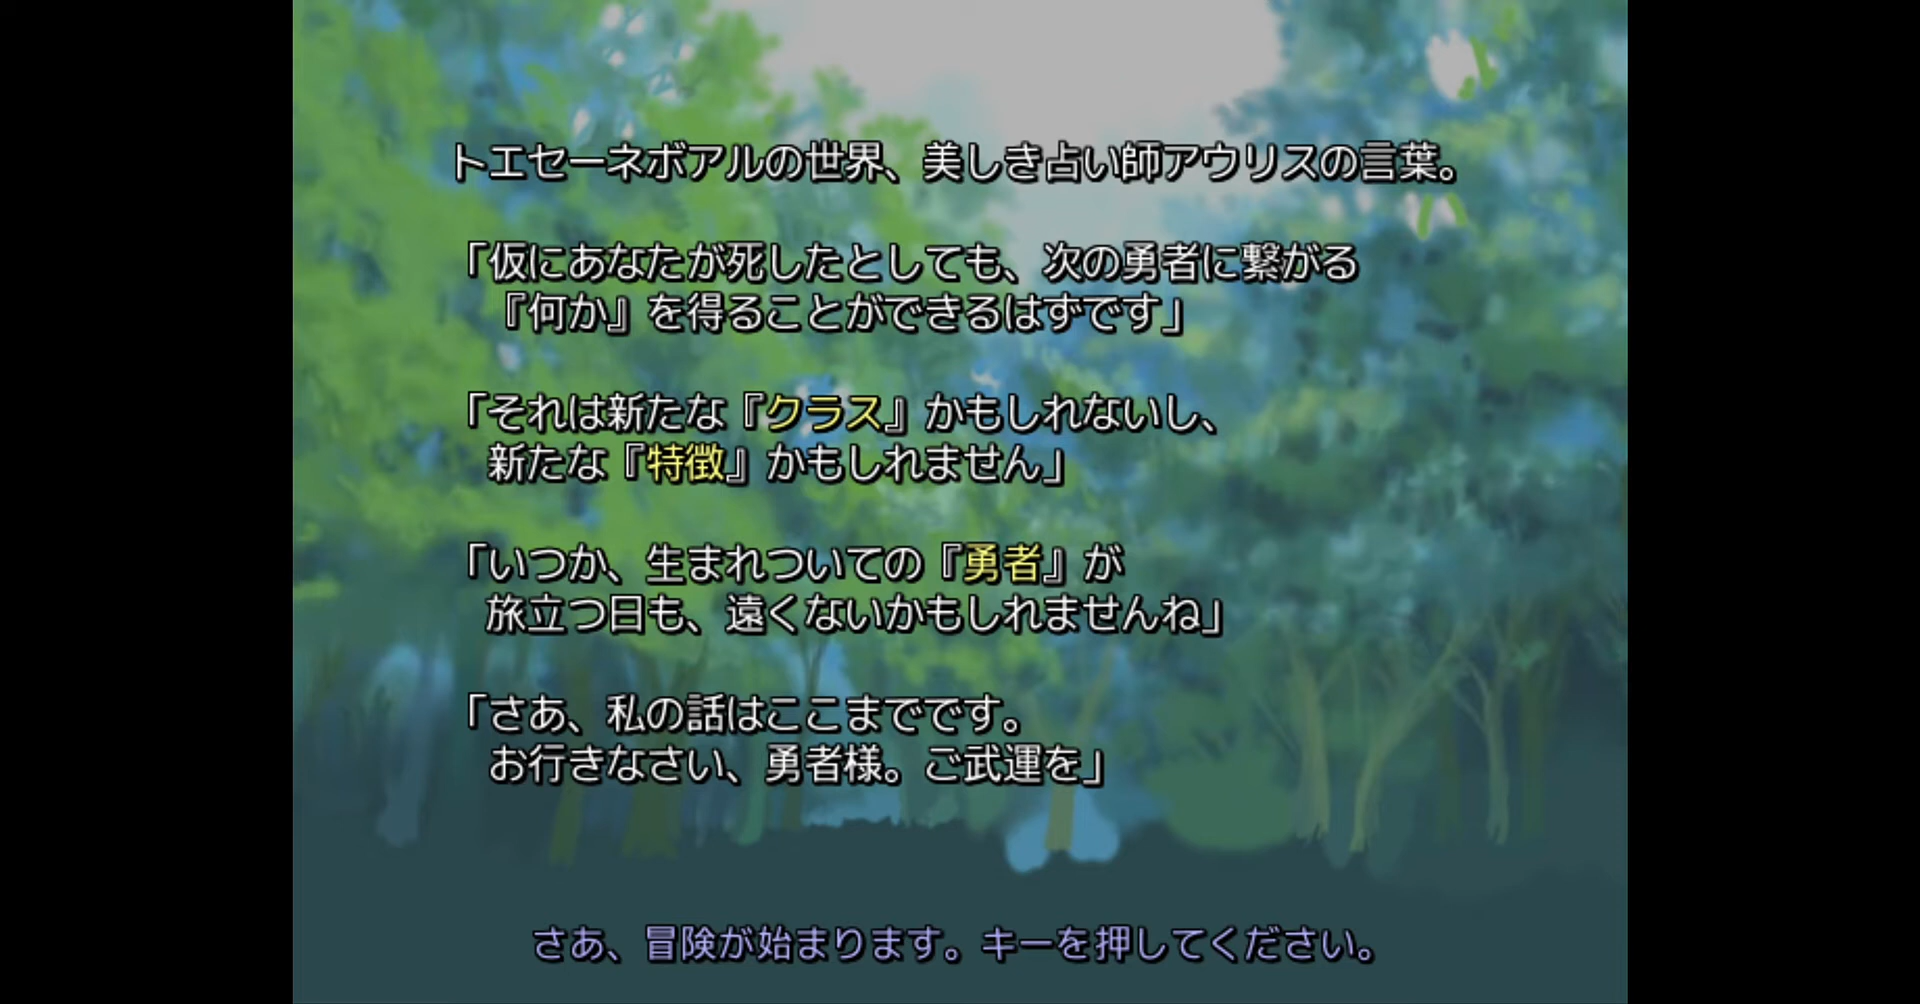 トエセーネボアルの世界、美しき占い師アウリスの言葉。
「仮にあなたが死したとしても、次の勇者に繋がる
『何か』を得ることができるはずです」
「それは新たな『クラス』かもしれないし、
新たな『特徴』かもしれません」
「いつか、生まれついての『勇者』が
旅立つ日も、遠くないかもしれませんね」
「さあ、私の話はここまでです。
お行きなさい、勇者様。ご武運を」
さあ、冒険が始まります。キーを押してください。